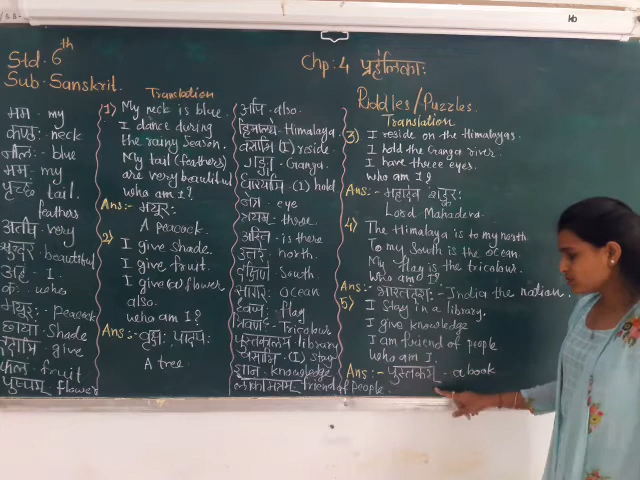 Std. 6th
Sub: Sanskrit.
Chp: 4 प्रहेलिकाः
Riddles/Puzzles.
मम - my
कण्ठः - neck
नीलः - blue
मम - my
पृच्छ tail.
feathers
अतीव - very
सुन्दर beautiful
अहं - I.
कः - who
मयूरः - peacock
छाया - Shade
give
फलं - fruit
पुष्पम् flower
Translation
1) My neck is blue.
I dance during
the rainy season.
My tail (feathers)
are very beautiful
who am I?
Ans:- मयूरः
A peacock.
2) I give shade.
I give fruit.
I give (a) flower
also.
who am I?
Ans:- वृक्षः पादपः
A tree.
अपि - also
हिमालये - Himalaya.
वसामि (I) reside
Ganga
धारयामि (I) hold
नेत्र - eye
three.
अस्ति - is there
उत्तर north.
दक्षिण South.
सागरः Ocean
flag
Tricolour
पुस्तकालये library
वसामि - (I) stay
ज्ञान - knowledge
friend of people.
Translation
3) I reside on the Himalayas.
I hold the Ganga river.
I have three eyes.
who am I?
Ans:- महादेव शङ्करः
Lord Mahadeva.
4) The Himalaya is to my north
To my South is the ocean
My flag is the tricolour.
Who am I?
Ans:- भारतदेशः - India the nation.
5) I stay in a library.
I give knowledge
I am friend of people
Who am I.
Ans:- पुस्तकम् - a book